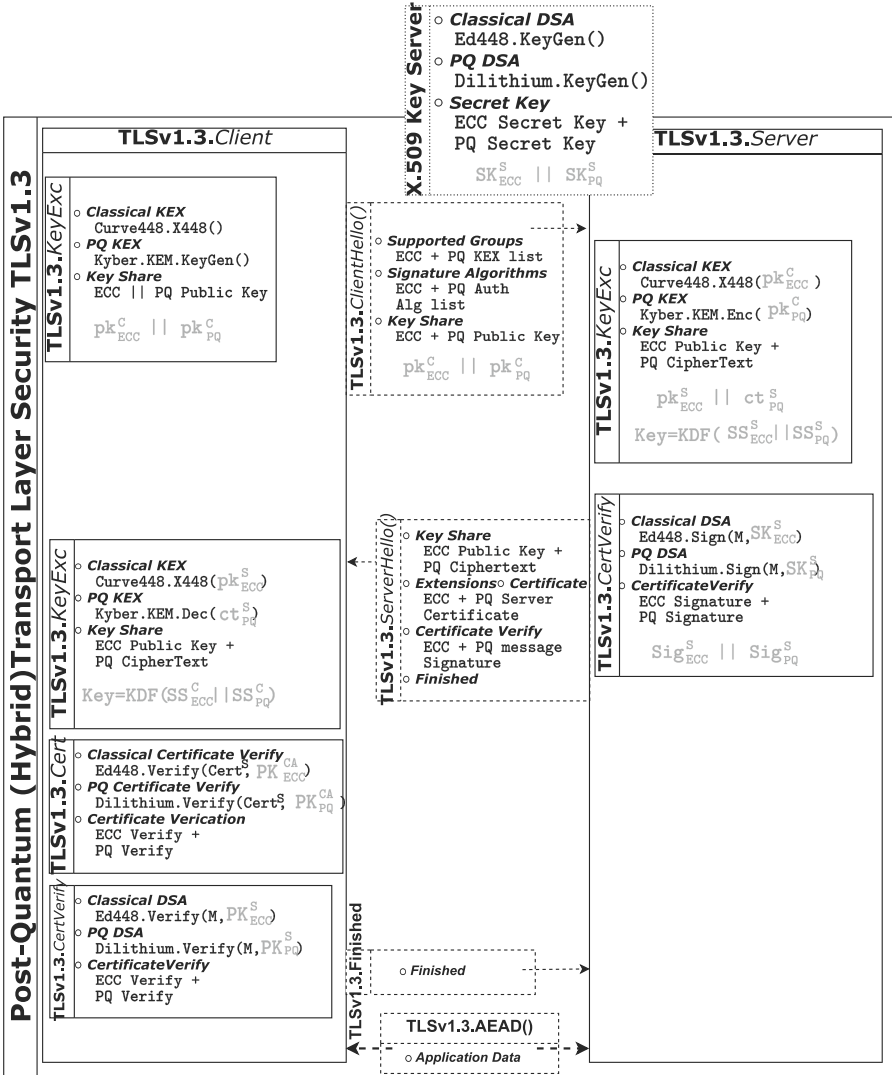 Post-Quantum (Hybrid)Transport Layer Security TLSv1.3
X.509 Key Server
○ Classical DSA
Ed448.KeyGen()
○ PQ DSA
Dilithium.KeyGen()
○ Secret Key
ECC Secret Key +
PQ Secret Key
SK^S_ECC || SK^S_PQ
TLSv1.3.Client
TLSv1.3.KeyExc
○ Classical KEX
Curve448.X448()
○ PQ KEX
Kyber.KEM.KeyGen()
○ Key Share
ECC || PQ Public Key
pk^C_ECC || pk^C_PQ
TLSv1.3.ClientHello()
○ Supported Groups
ECC + PQ KEX list
○ Signature Algorithms
ECC + PQ Auth
Alg list
○ Key Share
ECC + PQ Public Key
pk^C_ECC || pk^C_PQ
TLSv1.3.Server
TLSv1.3.KeyExc
○ Classical KEX
Curve448.X448(pk^C_ECC)
○ PQ KEX
Kyber.KEM.Enc(pk^C_PQ)
○ Key Share
ECC Public Key +
PQ CipherText
pk^S_ECC || ct^S_PQ
Key=KDF(SS^S_ECC||SS^S_PQ)
TLSv1.3.CertVerify
○ Classical DSA
Ed448.Sign(M,SK^S_ECC)
○ PQ DSA
Dilithium.Sign(M,SK^S_PQ)
○ CertificateVerify
ECC Signature +
PQ Signature
Sig^S_ECC || Sig^S_PQ
TLSv1.3.ServerHello()
○ Key Share
ECC Public Key +
PQ Ciphertext
○ Extensions○ Certificate
ECC + PQ Server
Certificate
○ Certificate Verify
ECC + PQ message
Signature
○ Finished
TLSv1.3.KeyExc
○ Classical KEX
Curve448.X448(pk^S_ECC)
○ PQ KEX
Kyber.KEM.Dec(ct^S_PQ)
○ Key Share
ECC Public Key +
PQ CipherText
Key=KDF(SS^C_ECC||SS^C_PQ)
TLSv1.3.Cert
○ Classical Certificate Verify
Ed448.Verify(Cert^S, PK^CA_ECC)
○ PQ Certificate Verify
Dilithium.Verify(Cert^S, PK^CA_PQ)
○ Certificate Verication
ECC Verify +
PQ Verify
TLSv1.3.CertVerify
○ Classical DSA
Ed448.Verify(M,PK^S_ECC)
○ PQ DSA
Dilithium.Verify(M,PK^S_PQ)
○ CertificateVerify
ECC Verify +
PQ Verify
TLSv1.3.Finished
○ Finished
TLSv1.3.AEAD()
○ Application Data